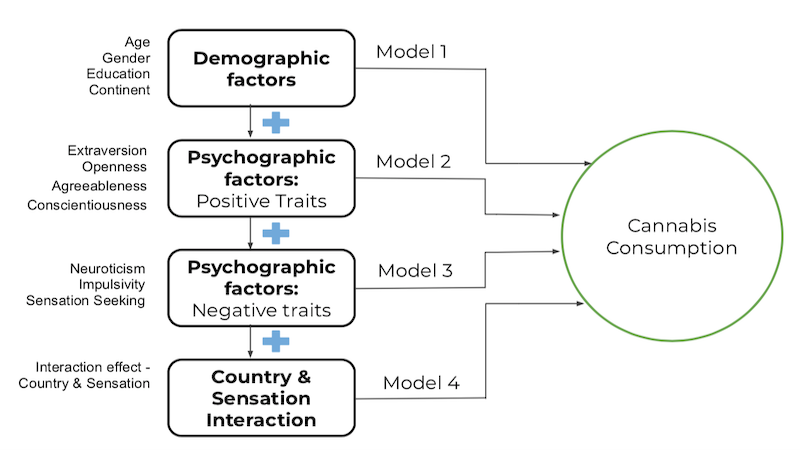 Age
Gender
Education
Continent
Demographic
factors
Model 1
Extraversion
Openness
Agreeableness
Conscientiousness
Psychographic
factors:
Positive Traits
Model 2
Neuroticism
Impulsivity
Sensation Seeking
Psychographic
factors:
Negative traits
Model 3
Interaction effect -
Country & Sensation
Country &
Sensation
Interaction
Model 4
Cannabis
Consumption